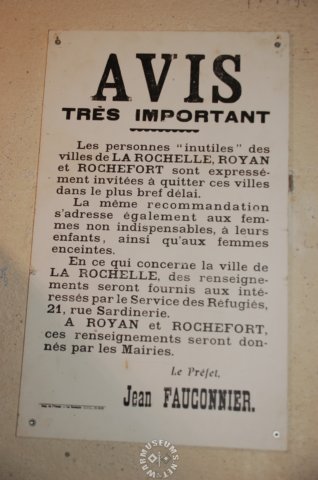 AVIS
TRÈS IMPORTANT
Les personnes "inutiles" des
villes de LA ROCHELLE, ROYAN
et ROCHEFORT sont expressé-
ment invitées à quitter ces villes
dans le plus bref délai.
La même recommandation
s'adresse également aux fem-
mes non indispensables, à leurs
enfants, ainsi qu'aux femmes
enceintes.
En ce qui concerne la ville de
LA ROCHELLE, des renseigne-
ments seront fournis aux inté-
ressés par le Service des Réfugiés,
21, rue Sardinerie.
A ROYAN et ROCHEFORT,
ces renseignements seront don-
nés par les Mairies.
Le Préfet,
Jean FAUCONNIER.
WWW.BMUSEUMS.NET